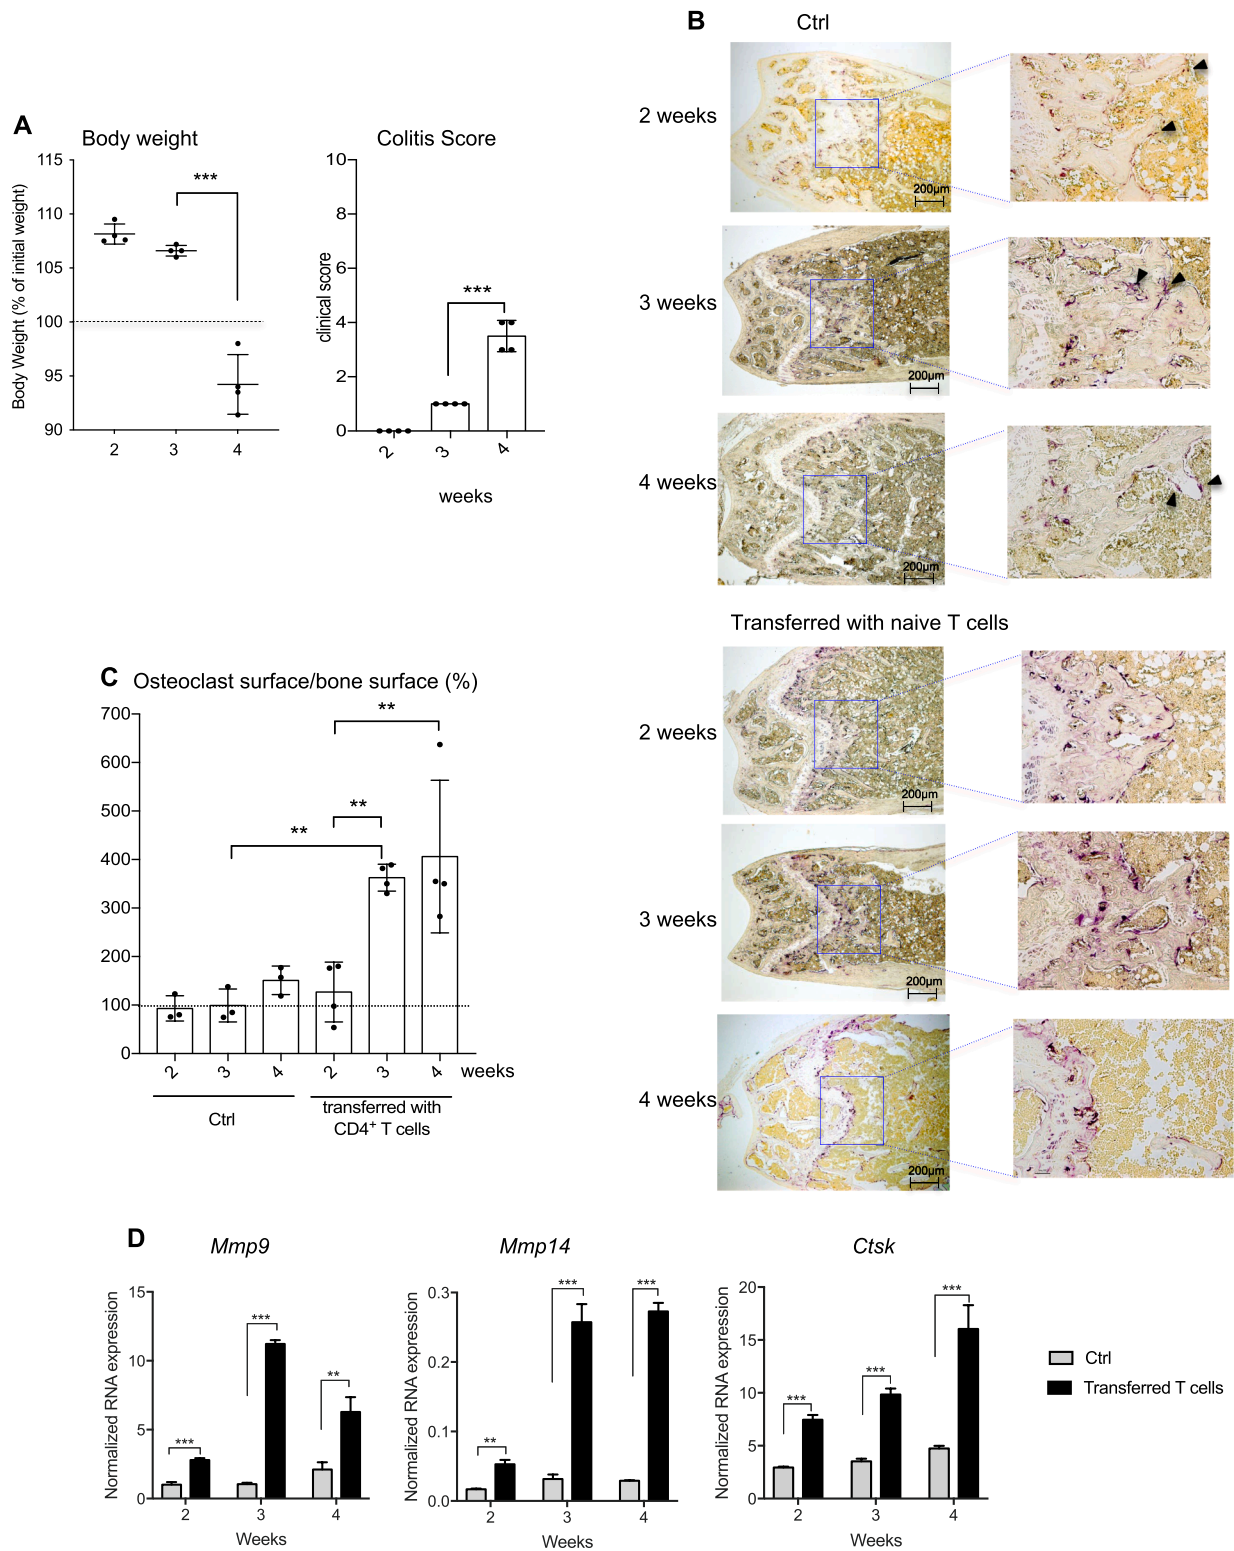 A
Body weight
Body Weight (% of initial weight)
115
110
105
100
95
90
***
2
3
4
Colitis Score
clinical score
10
8
6
4
2
0
***
2
3
4
weeks
B
Ctrl
2 weeks
200µm
3 weeks
200µm
4 weeks
200µm
Transferred with naive T cells
2 weeks
200µm
3 weeks
200µm
4 weeks
200µm
C
Osteoclast surface/bone surface (%)
700
600
500
400
300
200
100
0
**
**
**
2
3
4
2
3
4
weeks
Ctrl
transferred with
CD4⁺ T cells
D
Mmp9
Normalized RNA expression
15
10
5
0
***
***
**
2
3
4
Weeks
Mmp14
Normalized RNA expression
0.3
0.2
0.1
0.0
**
***
***
2
3
4
Weeks
Ctsk
Normalized RNA expression
20
15
10
5
0
***
***
***
2
3
4
Weeks
Ctrl
Transferred T cells